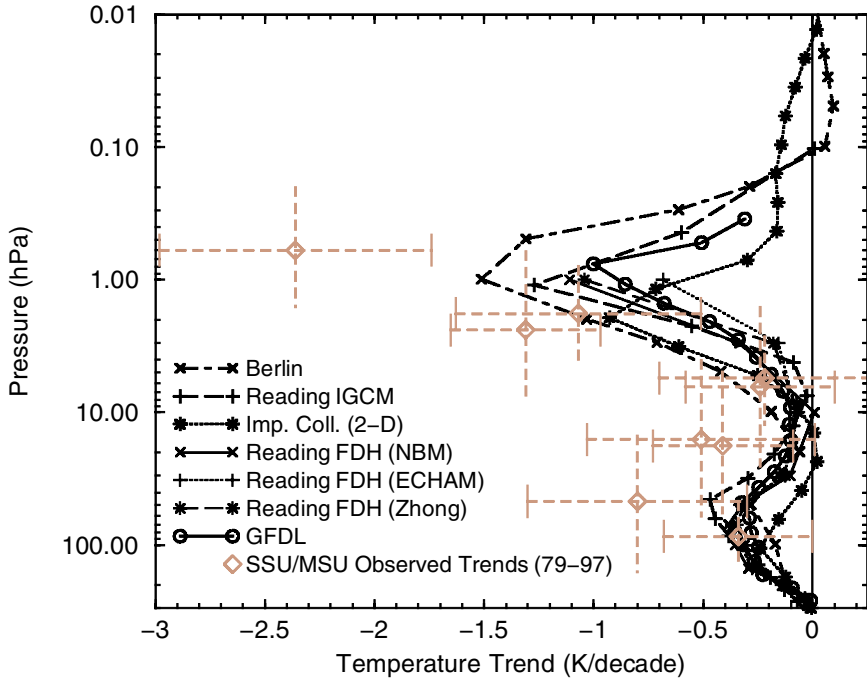 0.01
0.10
1.00
10.00
100.00
Pressure (hPa)
Berlin
Reading IGCM
Imp. Coll. (2−D)
Reading FDH (NBM)
Reading FDH (ECHAM)
Reading FDH (Zhong)
GFDL
SSU/MSU Observed Trends (79−97)
−3 −2.5 −2 −1.5 −1 −0.5 0
Temperature Trend (K/decade)